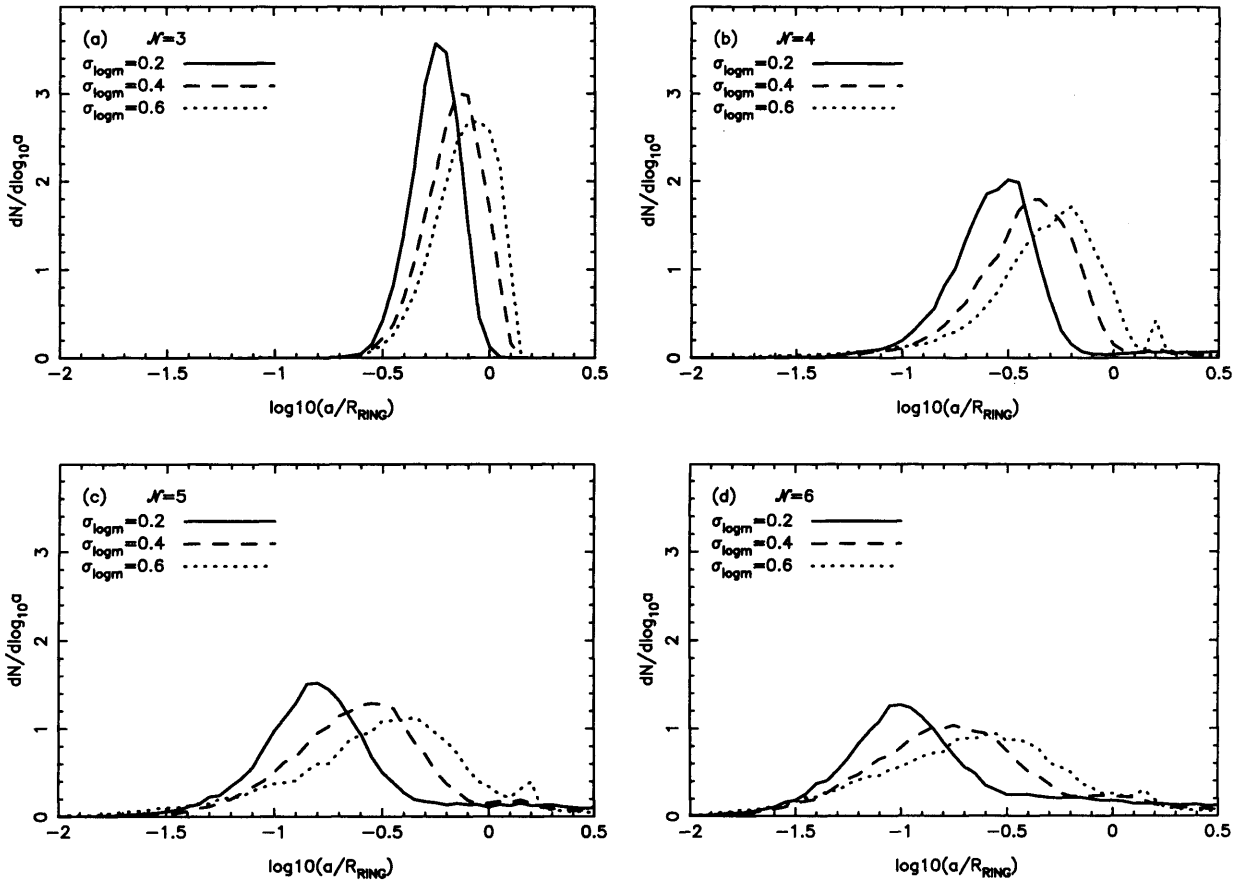 (a) 𝒩=3
σlogm=0.2
σlogm=0.4
σlogm=0.6
dN/dlog10a
0 1 2 3
-2 -1.5 -1 -0.5 0 0.5
log10(a/RRING)
(b) 𝒩=4
σlogm=0.2
σlogm=0.4
σlogm=0.6
dN/dlog10a
0 1 2 3
-2 -1.5 -1 -0.5 0 0.5
log10(a/RRING)
(c) 𝒩=5
σlogm=0.2
σlogm=0.4
σlogm=0.6
dN/dlog10a
0 1 2 3
-2 -1.5 -1 -0.5 0 0.5
log10(a/RRING)
(d) 𝒩=6
σlogm=0.2
σlogm=0.4
σlogm=0.6
dN/dlog10a
0 1 2 3
-2 -1.5 -1 -0.5 0 0.5
log10(a/RRING)